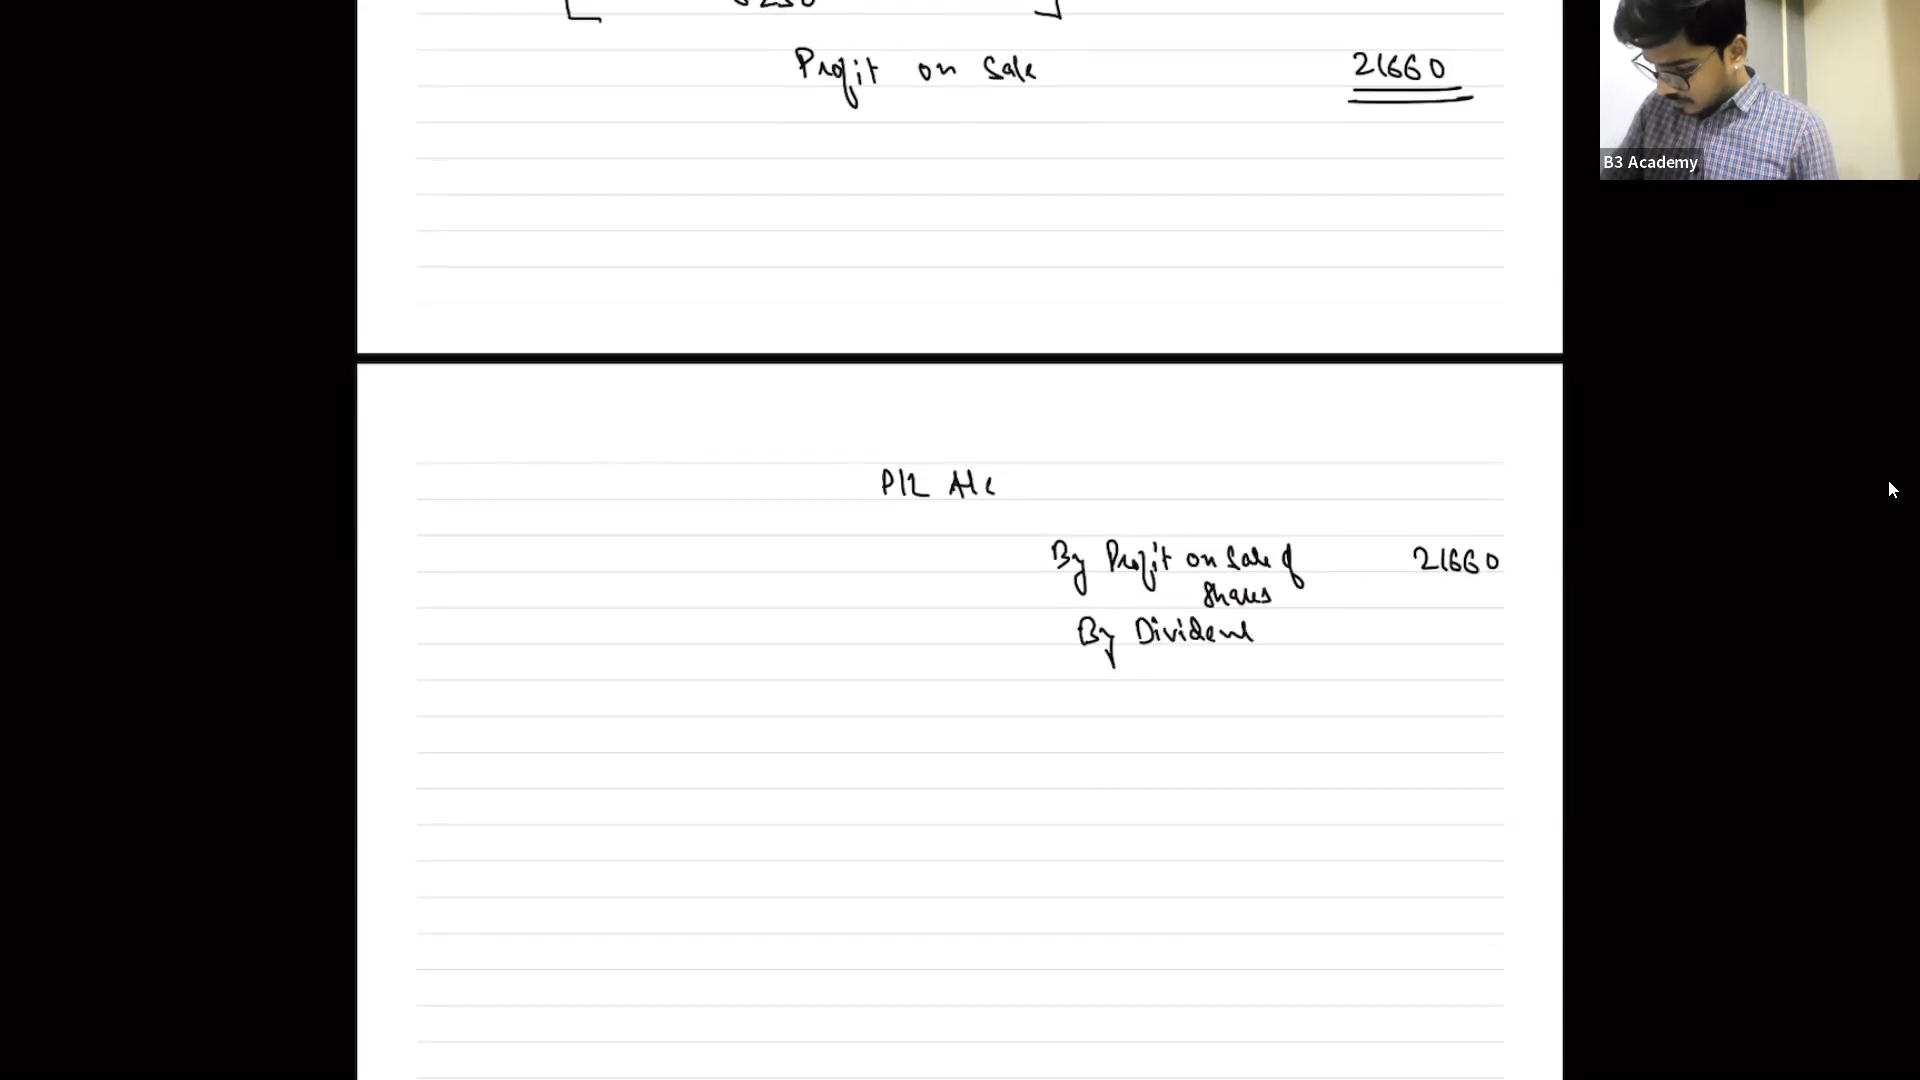 Profit on Sale 21660
B3 Academy
P/L A/c
By Profit on Sale of 21660
Shares
By Dividend